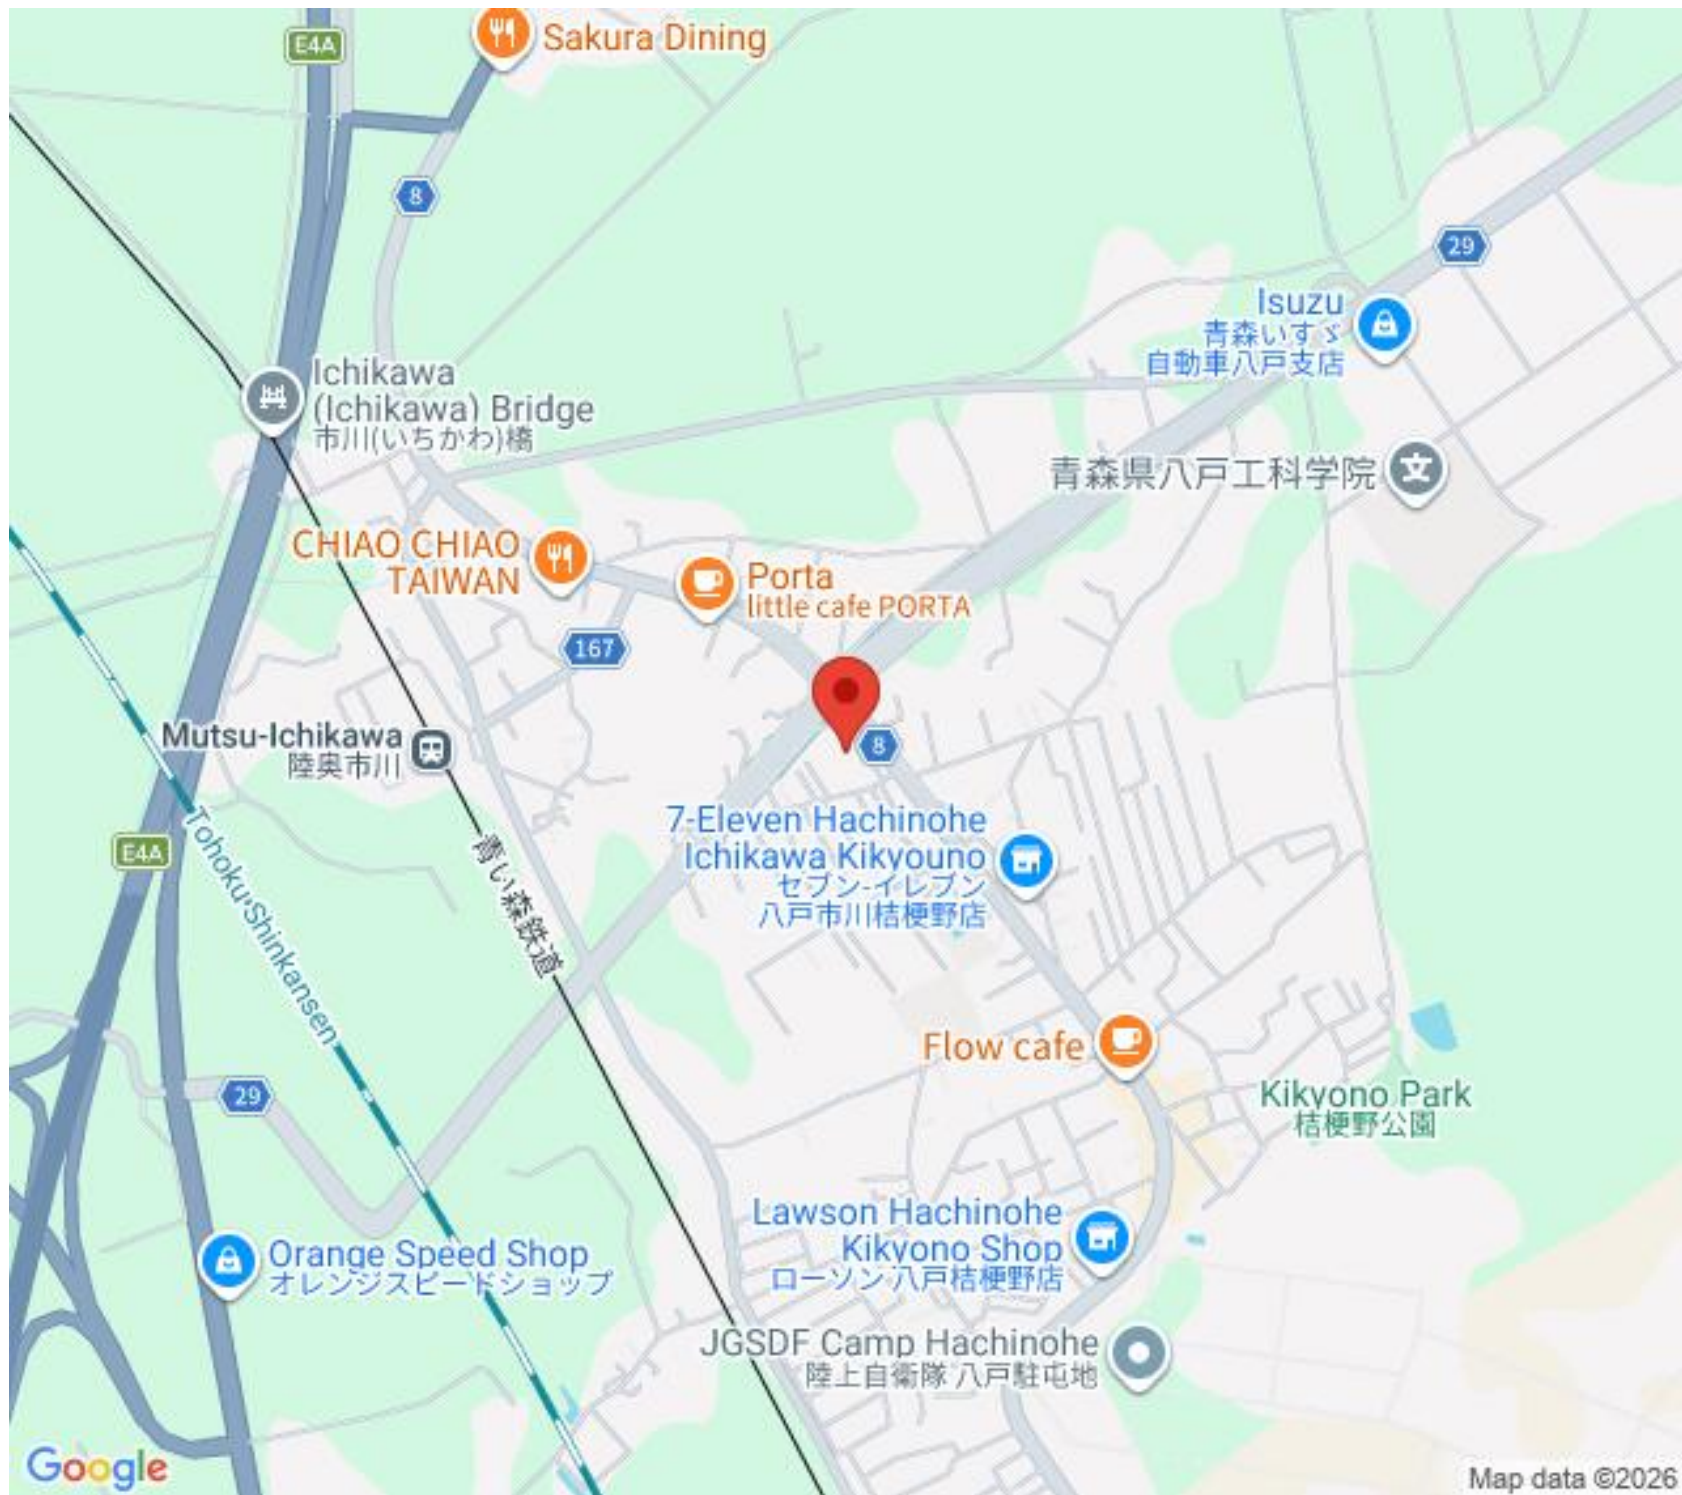 E4A
Sakura Dining
8
29
Isuzu
青森いすゞ
自動車八戸支店
Ichikawa
(Ichikawa) Bridge
市川(いちかわ)橋
青森県八戸工科学院
CHIAO CHIAO
TAIWAN
Porta
little cafe PORTA
167
Mutsu-Ichikawa
陸奥市川
8
7-Eleven Hachinohe
Ichikawa Kikyouno
セブン-イレブン
八戸市川桔梗野店
E4A
Tohoku Shinkansen
青い森鉄道
Flow cafe
29
Kikyono Park
桔梗野公園
Lawson Hachinohe
Kikyono Shop
ローソン 八戸桔梗野店
Orange Speed Shop
オレンジスピードショップ
JGSDF Camp Hachinohe
陸上自衛隊 八戸駐屯地
Google
Map data ©2026